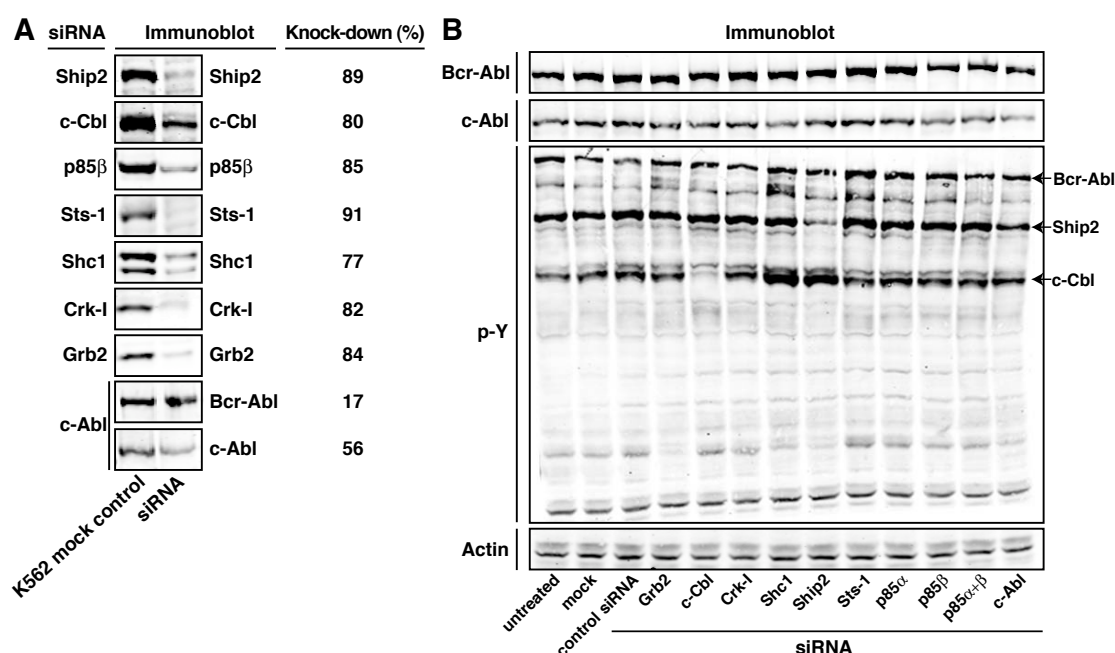 A
siRNA Immunoblot Knock-down (%)
Ship2 Ship2 89
c-Cbl c-Cbl 80
p85β p85β 85
Sts-1 Sts-1 91
Shc1 Shc1 77
Crk-I Crk-I 82
Grb2 Grb2 84
c-Abl
Bcr-Abl 17
c-Abl 56
K562 mock control
siRNA
B
Immunoblot
Bcr-Abl
c-Abl
p-Y
Bcr-Abl
Ship2
c-Cbl
Actin
untreated
mock
control siRNA
Grb2
c-Cbl
Crk-I
Shc1
Ship2
Sts-1
p85α
p85β
p85α+β
c-Abl
siRNA